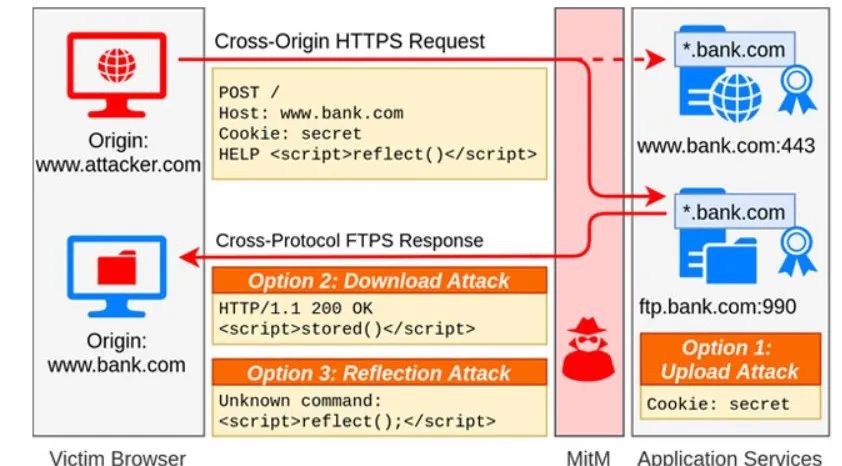 Cross-Origin HTTPS Request
POST /
Host: www.bank.com
Cookie: secret
HELP <script>reflect()</script>
Origin:
www.attacker.com
*.bank.com
www.bank.com:443
*.bank.com
ftp.bank.com:990
Cross-Protocol FTPS Response
Origin:
www.bank.com
Option 2: Download Attack
HTTP/1.1 200 OK
<script>stored()</script>
Option 3: Reflection Attack
Unknown command:
<script>reflect();</script>
Option 1:
Upload Attack
Cookie: secret
Victim Browser
MitM
Application Services